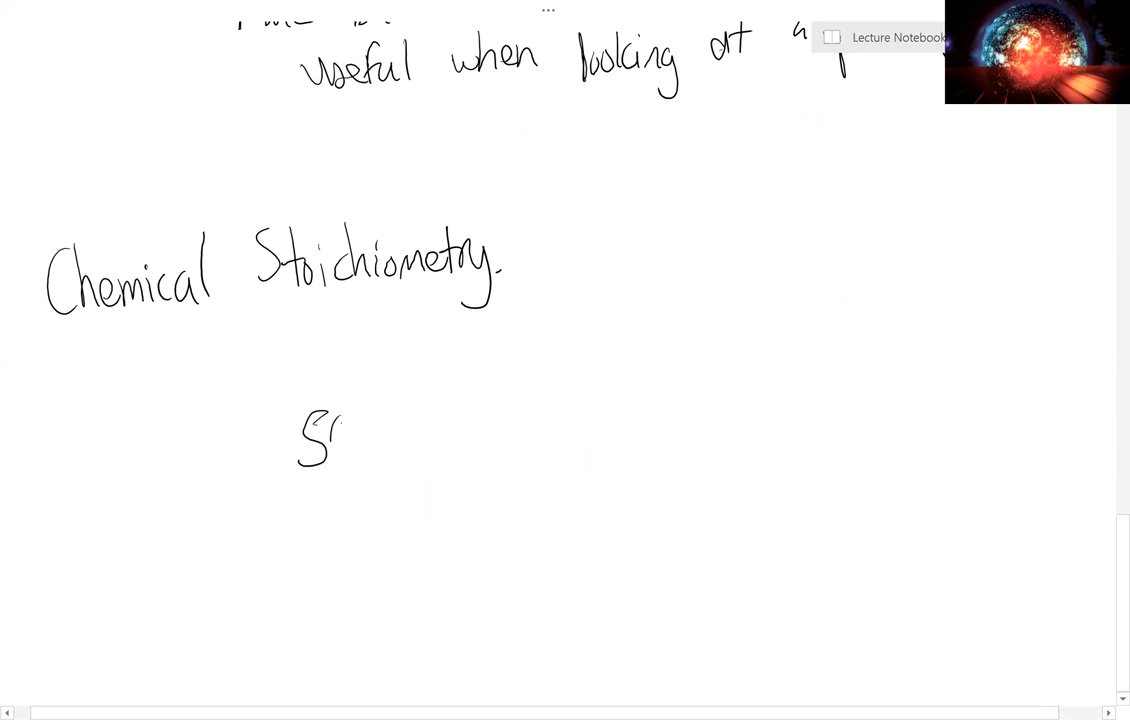 useful when looking at a
Lecture Notebook
Chemical Stoichiometry.